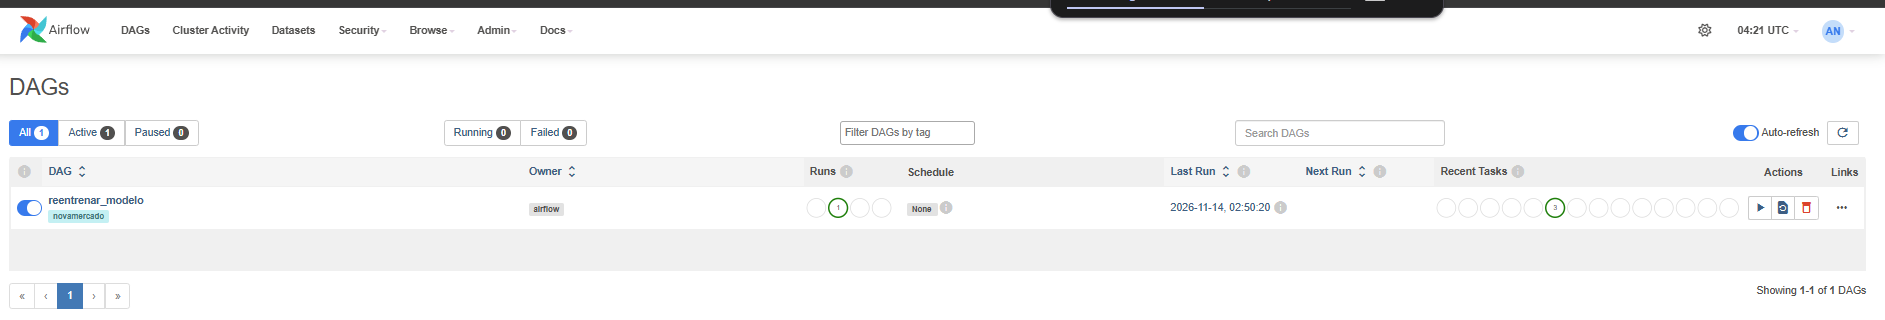 Airflow DAGs Cluster Activity Datasets Security Browse Admin Docs 04:21 UTC AN
DAGs
All 1 Active 1 Paused 0 Running 0 Failed 0 Filter DAGs by tag Search DAGs Auto-refresh
DAG Owner Runs Schedule Last Run Next Run Recent Tasks Actions Links
reentrenar_modelo
novamercado
airflow 1 None 2026-11-14, 02:50:20 3
« ‹ 1 › »
Showing 1-1 of 1 DAGs